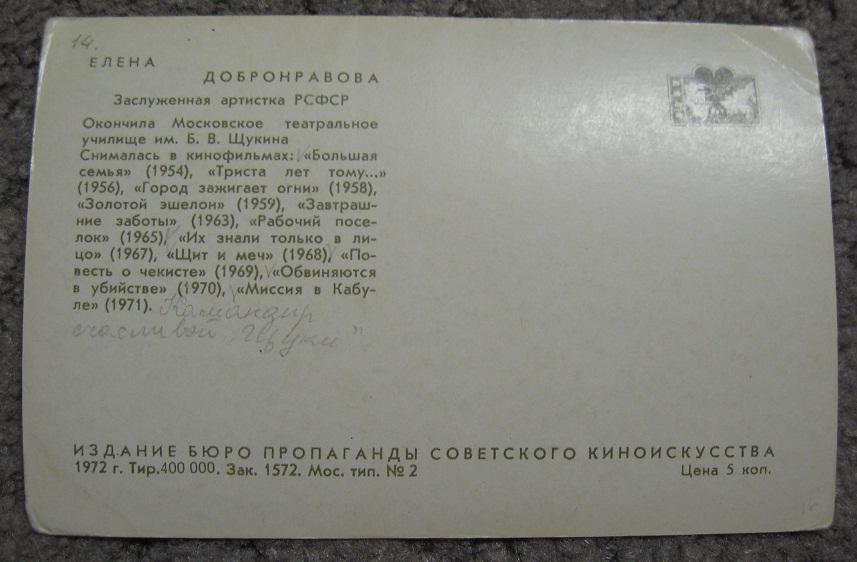 14.
ЕЛЕНА
ДОБРОНРАВОВА
Заслуженная артистка РСФСР
Окончила Московское театральное
училище им. Б. В. Щукина
Снималась в кинофильмах: «Большая
семья» (1954), «Триста лет тому...»
(1956), «Город зажигает огни» (1958),
«Золотой эшелон» (1959), «Завтраш-
ние заботы» (1963), «Рабочий посе-
лок» (1965), «Их знали только в ли-
цо» (1967), «Щит и меч» (1968), «По-
весть о чекисте» (1969), «Обвиняются
в убийстве» (1970), «Миссия в Кабу-
ле» (1971). Командир
счасливой „Щуки"
ИЗДАНИЕ БЮРО ПРОПАГАНДЫ СОВЕТСКОГО КИНОИСКУССТВА
1972 г. Тир.400 000. Зак. 1572. Мос. тип. №2 Цена 5 коп.